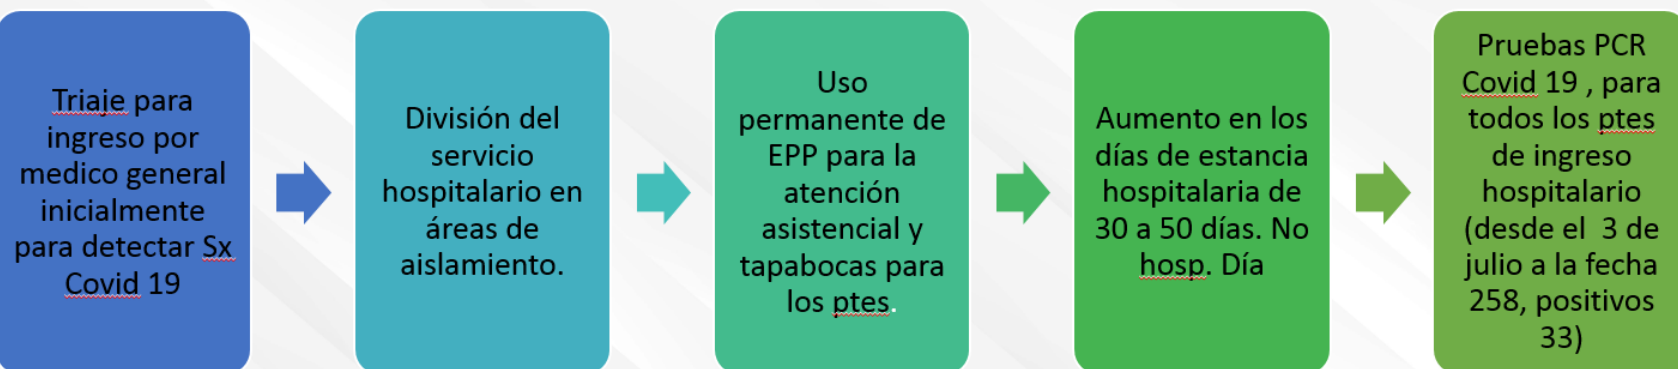 Triaje para
ingreso por
medico general
inicialmente
para detectar Sx
Covid 19
División del
servicio
hospitalario en
áreas de
aislamiento.
Uso
permanente de
EPP para la
atención
asistencial y
tapabocas para
los ptes.
Aumento en los
días de estancia
hospitalaria de
30 a 50 días. No
hosp. Día
Pruebas PCR
Covid 19 , para
todos los ptes
de ingreso
hospitalario
(desde el 3 de
julio a la fecha
258, positivos
33)